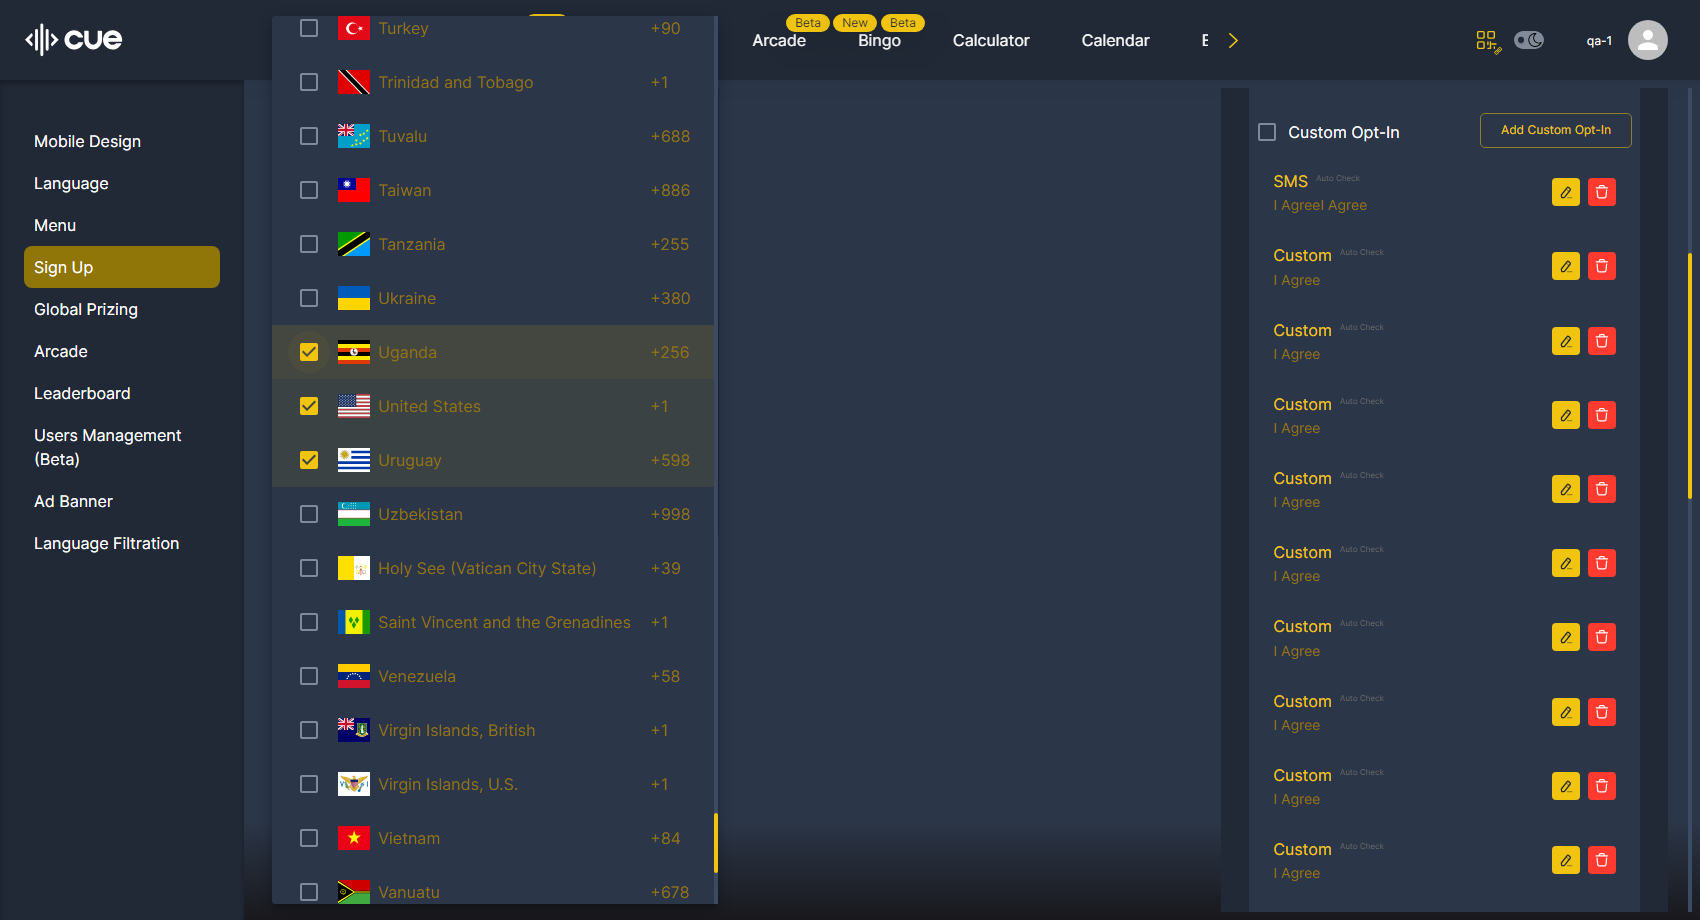 cue
Beta
New
Beta
Arcade
Bingo
Calculator
Calendar
qa-1
Mobile Design
Language
Menu
Sign Up
Global Prizing
Arcade
Leaderboard
Users Management
(Beta)
Ad Banner
Language Filtration
Turkey +90
Trinidad and Tobago +1
Tuvalu +688
Taiwan +886
Tanzania +255
Ukraine +380
Uganda +256
United States +1
Uruguay +598
Uzbekistan +998
Holy See (Vatican City State) +39
Saint Vincent and the Grenadines +1
Venezuela +58
Virgin Islands, British +1
Virgin Islands, U.S. +1
Vietnam +84
Vanuatu +678
Custom Opt-In
Add Custom Opt-In
SMS Auto Check
I AgreeI Agree
Custom Auto Check
I Agree
Custom Auto Check
I Agree
Custom Auto Check
I Agree
Custom Auto Check
I Agree
Custom Auto Check
I Agree
Custom Auto Check
I Agree
Custom Auto Check
I Agree
Custom Auto Check
I Agree
Custom Auto Check
I Agree